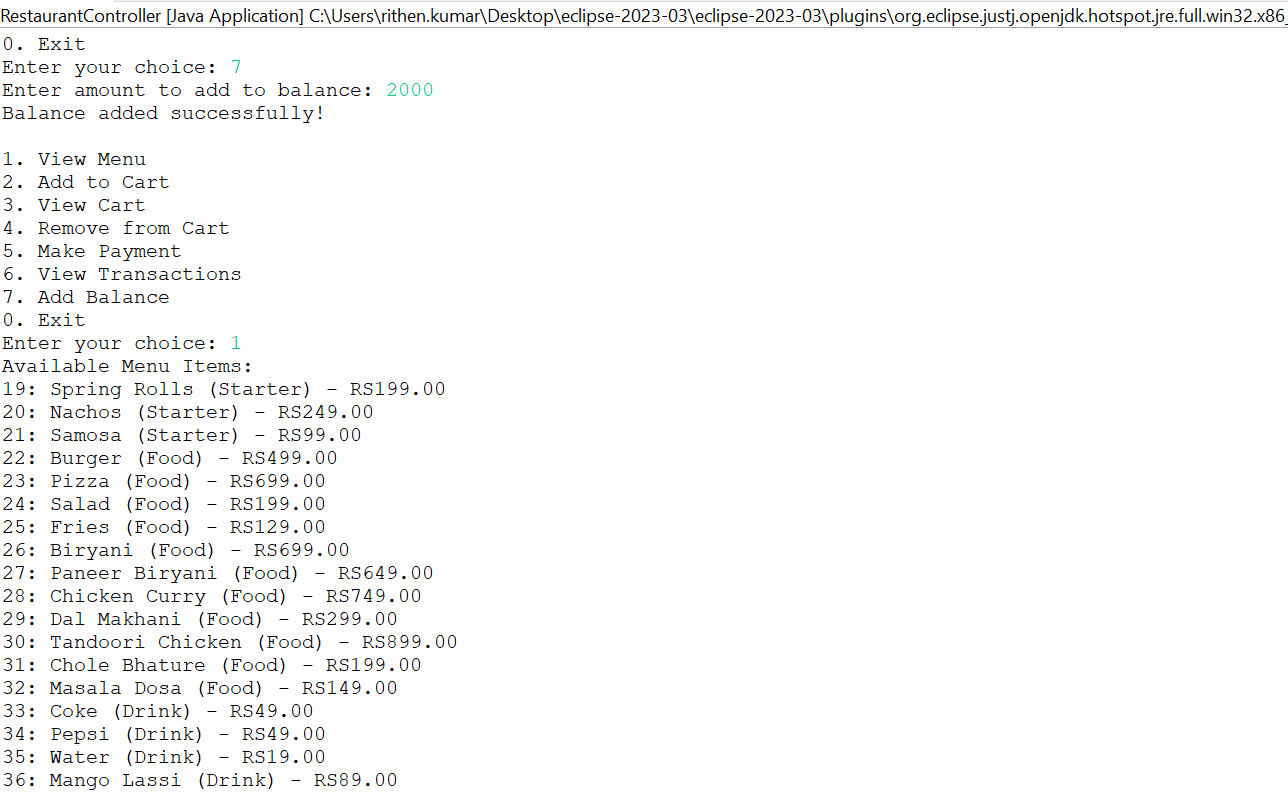 RestaurantController [Java Application] C:\Users\rithen.kumar\Desktop\eclipse-2023-03\eclipse-2023-03\plugins\org.eclipse.justj.openjdk.hotspot.jre.full.win32.x86_
0. Exit
Enter your choice: 7
Enter amount to add to balance: 2000
Balance added successfully!
1. View Menu
2. Add to Cart
3. View Cart
4. Remove from Cart
5. Make Payment
6. View Transactions
7. Add Balance
0. Exit
Enter your choice: 1
Available Menu Items:
19: Spring Rolls (Starter) - RS199.00
20: Nachos (Starter) - RS249.00
21: Samosa (Starter) - RS99.00
22: Burger (Food) - RS499.00
23: Pizza (Food) - RS699.00
24: Salad (Food) - RS199.00
25: Fries (Food) - RS129.00
26: Biryani (Food) - RS699.00
27: Paneer Biryani (Food) - RS649.00
28: Chicken Curry (Food) - RS749.00
29: Dal Makhani (Food) - RS299.00
30: Tandoori Chicken (Food) - RS899.00
31: Chole Bhature (Food) - RS199.00
32: Masala Dosa (Food) - RS149.00
33: Coke (Drink) - RS49.00
34: Pepsi (Drink) - RS49.00
35: Water (Drink) - RS19.00
36: Mango Lassi (Drink) - RS89.00